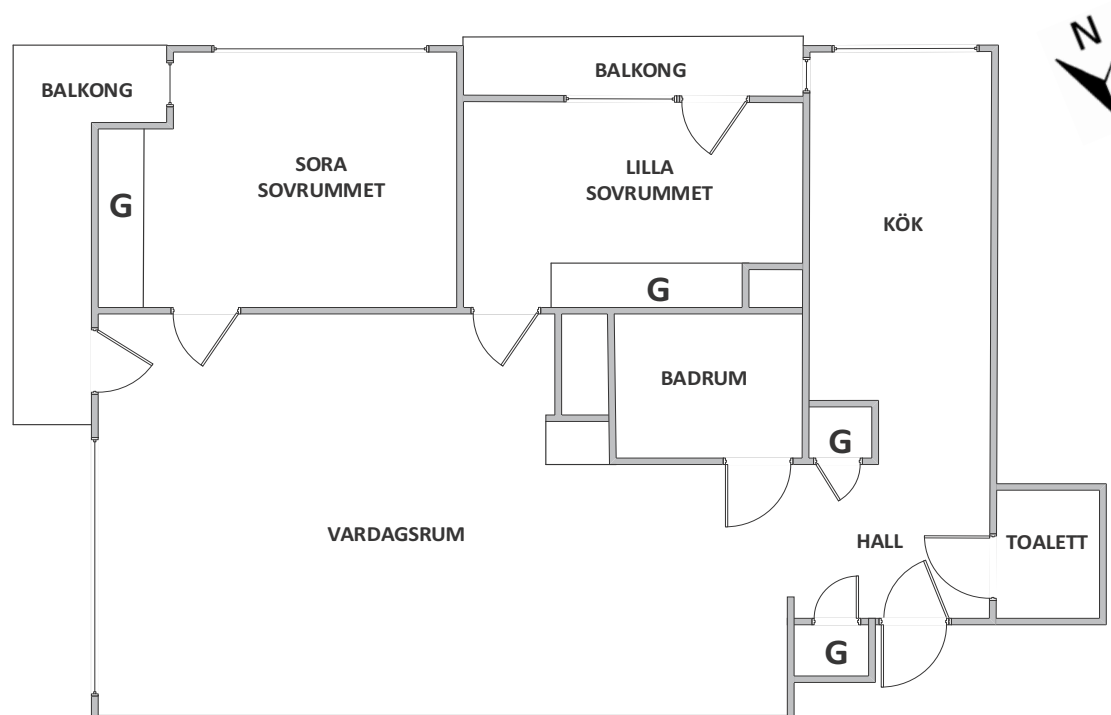 N
BALKONG
BALKONG
SORA
SOVRUMMET
LILLA
SOVRUMMET
G
KÖK
G
BADRUM
G
VARDAGSRUM
HALL
TOALETT
G